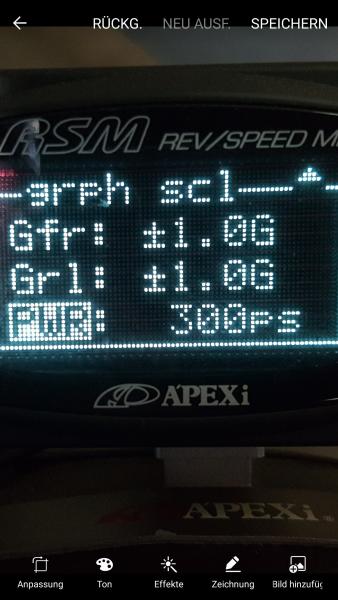 RÜCKG. NEU AUSF. SPEICHERN
RSM REV/SPEED M
grph scl
Gfr: ±1.0G
Grl: ±1.0G
PWR: 300ps
APEXi
APEXi
Anpassung Ton Effekte Zeichnung Bild hinzufüg